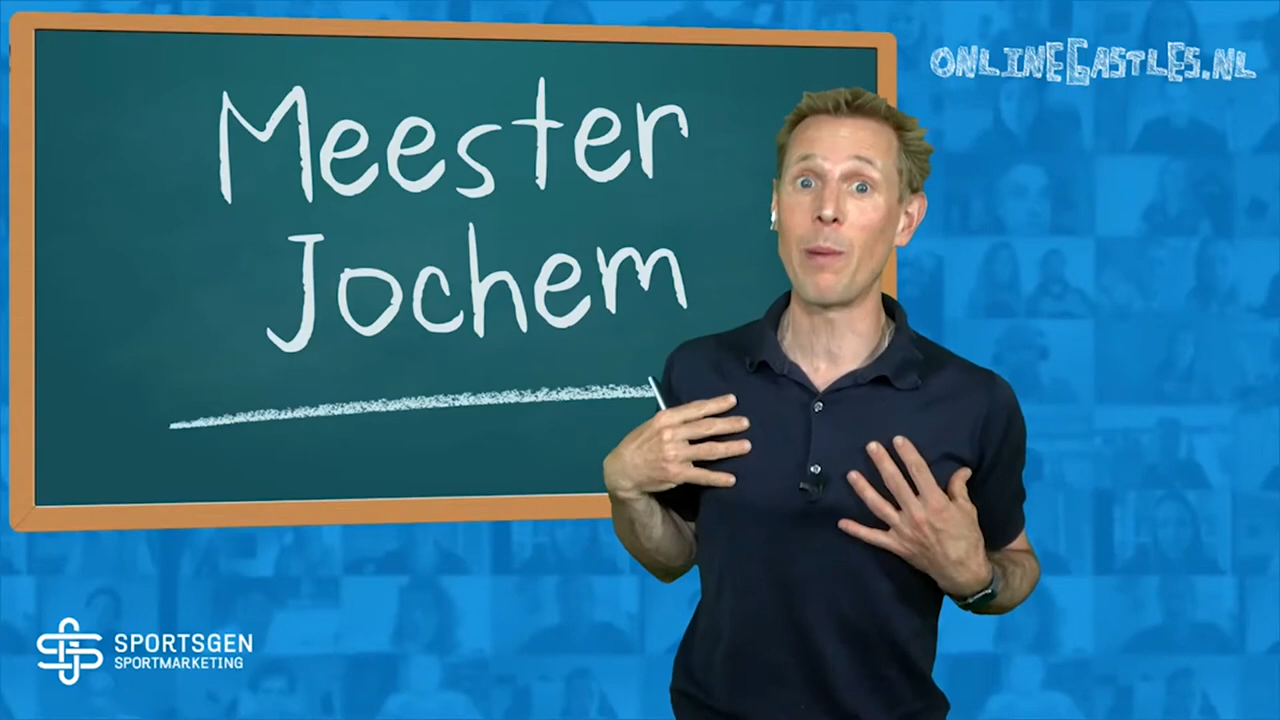 Meester
Jochem
ONLINEGASTLES.NL
SPORTSGEN
SPORTMARKETING